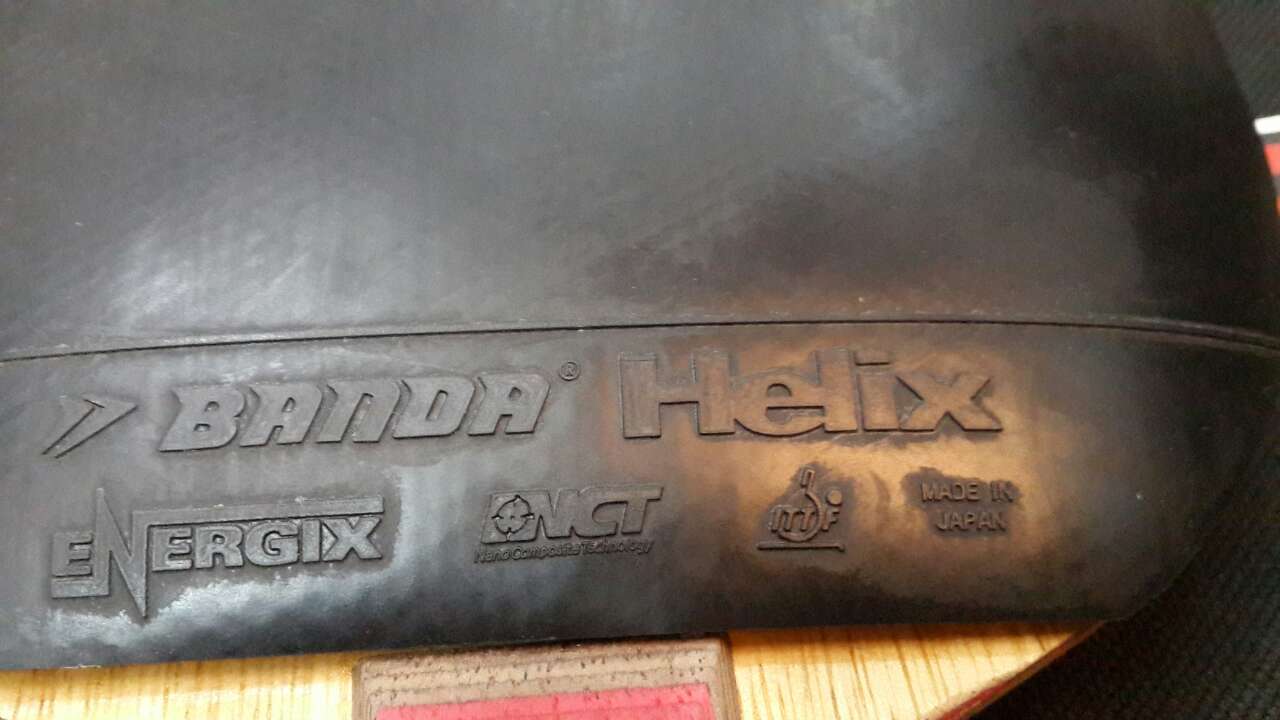 BANDA® Helix
ENERGIX NCT ITTF MADE IN
Nano Composite Technology JAPAN